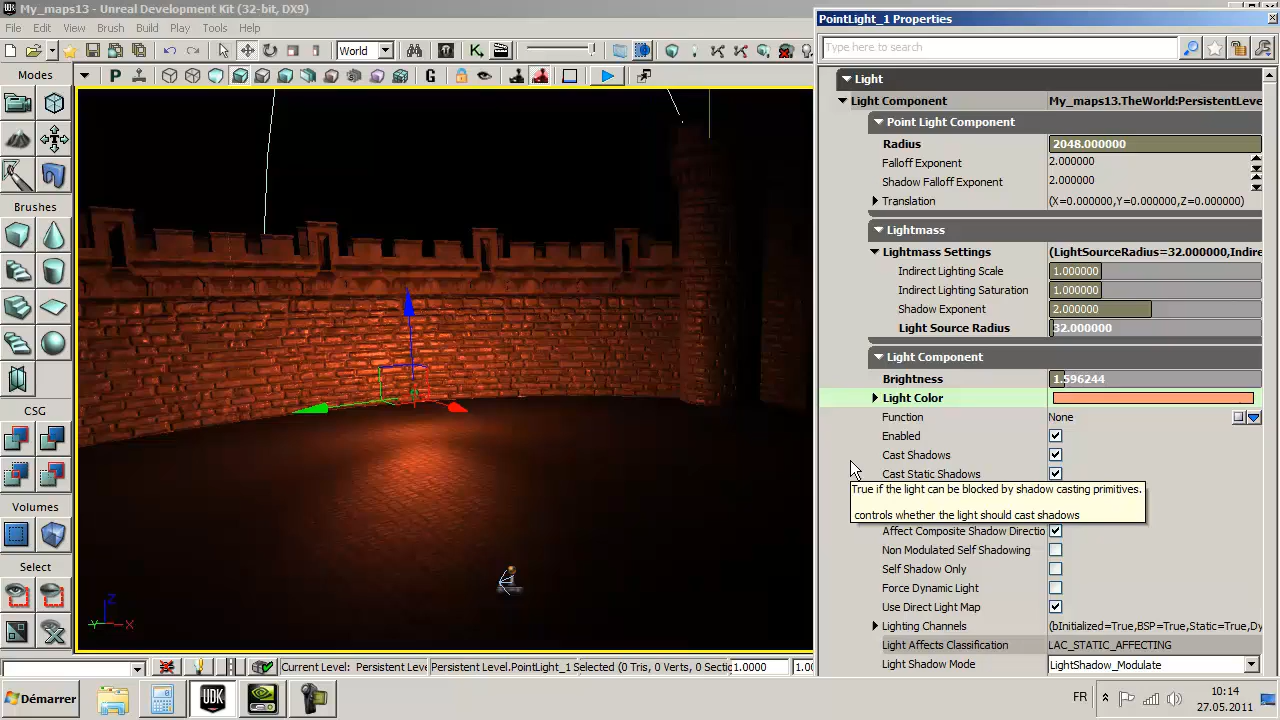 My_maps13 - Unreal Development Kit (32-bit, DX9)
File Edit View Brush Build Play Tools Help
World
Modes
Brushes
CSG
Volumes
Select
PointLight_1 Properties
Type here to search
Light
Light Component My_maps13.TheWorld:PersistentLeve
Point Light Component
Radius 2048.000000
Falloff Exponent 2.000000
Shadow Falloff Exponent 2.000000
Translation (X=0.000000,Y=0.000000,Z=0.000000)
Lightmass
Lightmass Settings (LightSourceRadius=32.000000,Indire
Indirect Lighting Scale 1.000000
Indirect Lighting Saturation 1.000000
Shadow Exponent 2.000000
Light Source Radius 32.000000
Light Component
Brightness 1.596244
Light Color
Function None
Enabled
Cast Shadows
Cast Static Shadows
True if the light can be blocked by shadow casting primitives.
controls whether the light should cast shadows
Affect Composite Shadow Directio
Non Modulated Self Shadowing
Self Shadow Only
Force Dynamic Light
Use Direct Light Map
Lighting Channels (bInitialized=True,BSP=True,Static=True,Dy
Light Affects Classification LAC_STATIC_AFFECTING
Light Shadow Mode LightShadow_Modulate
Current Level: Persistent Level Persistent Level.PointLight_1 Selected (0 Tris, 0 Verts, 0 Sectio 1.0000 1.00
Démarrer
UDK
FR
10:14
27.05.2011